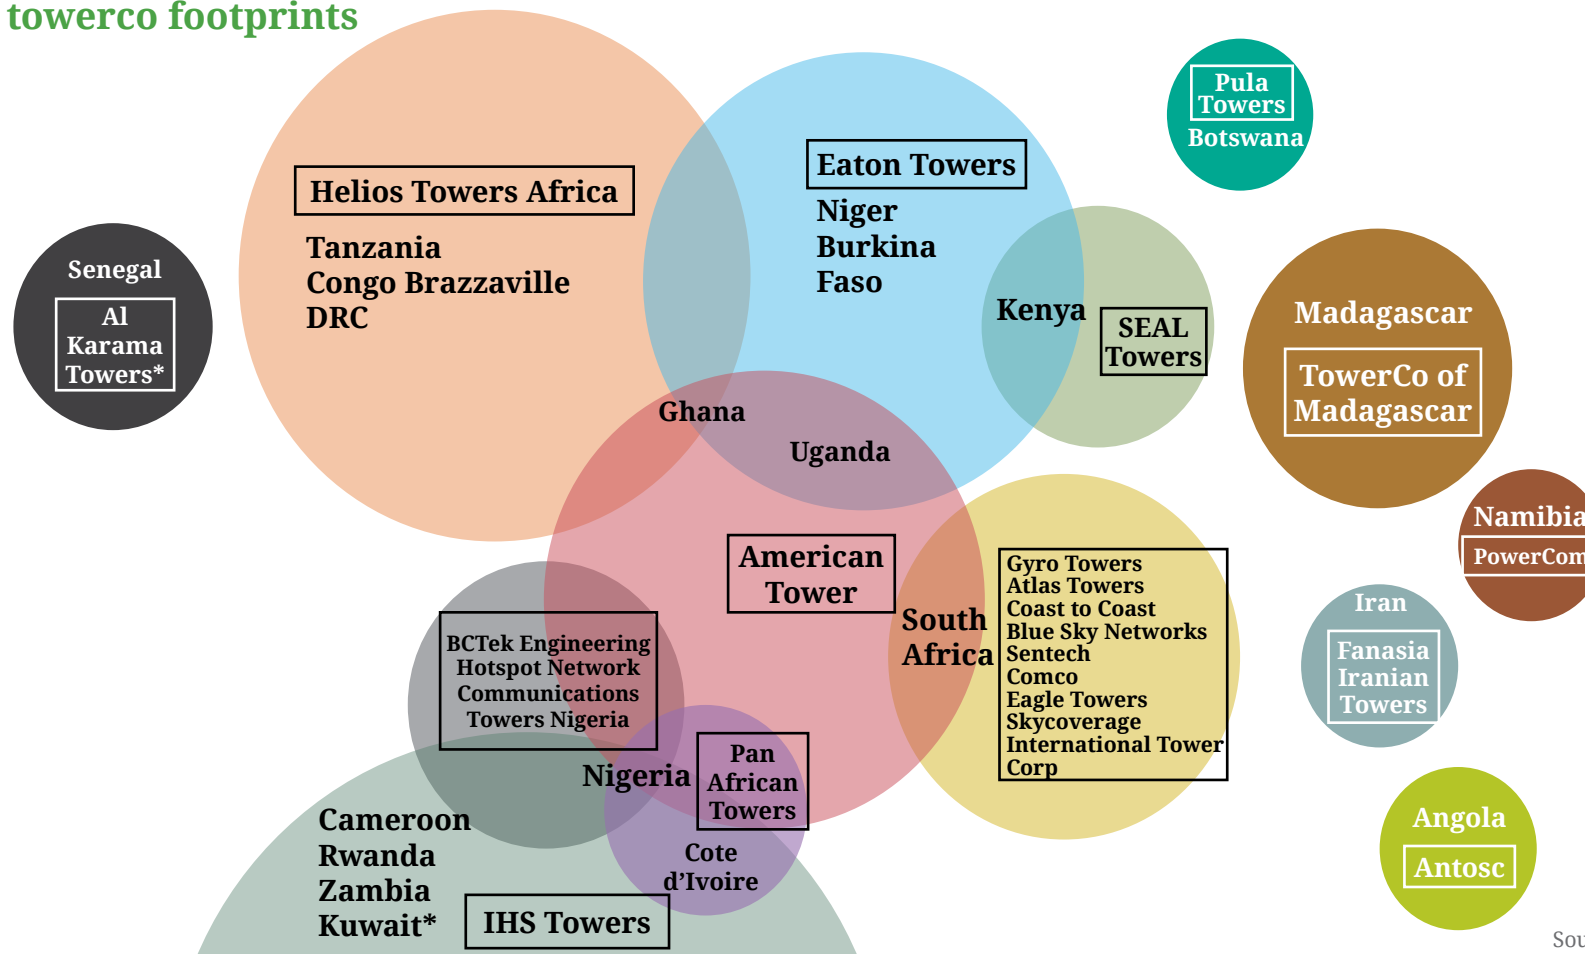 towerco footprints
Helios Towers Africa
Tanzania
Congo Brazzaville
DRC
Eaton Towers
Niger
Burkina
Faso
Pula
Towers
Botswana
Senegal
Al
Karama
Towers*
Kenya
SEAL
Towers
Madagascar
TowerCo of
Madagascar
Ghana
Uganda
American
Tower
South
Africa
Gyro Towers
Atlas Towers
Coast to Coast
Blue Sky Networks
Sentech
Comco
Eagle Towers
Skycoverage
International Tower
Corp
Namibia
PowerCom
Iran
Fanasia
Iranian
Towers
BCTek Engineering
Hotspot Network
Communications
Towers Nigeria
Nigeria
Pan
African
Towers
Cote
d’Ivoire
Cameroon
Rwanda
Zambia
Kuwait*
IHS Towers
Angola
Antosc